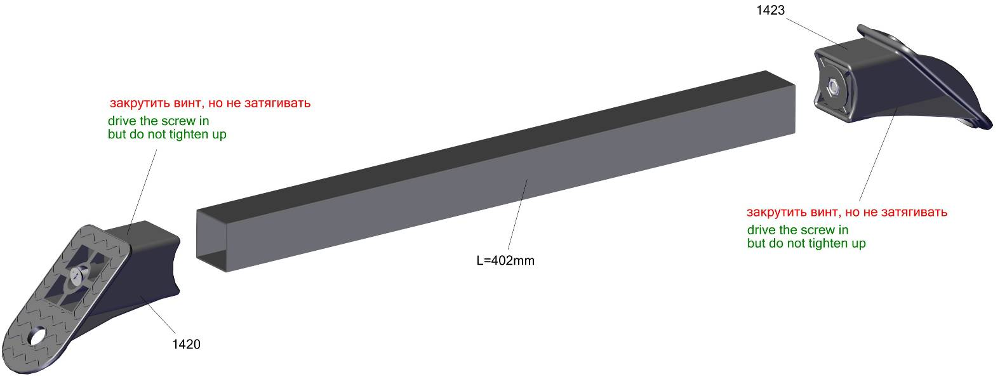 1423
закрутить винт, но не затягивать
drive the screw in
but do not tighten up
закрутить винт, но не затягивать
drive the screw in
but do not tighten up
L=402mm
1420